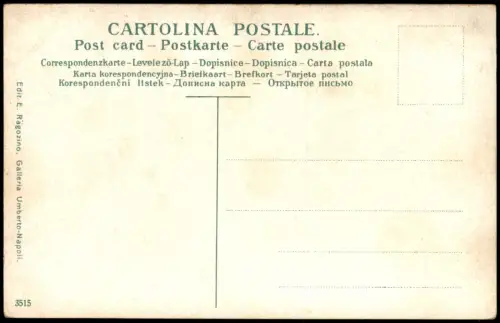 CARTOLINA POSTALE.
Post card – Postkarte – Carte postale
Correspondenzkarte – Levelező-Lap – Dopisnice – Dopisnica – Carta postala
Karta korespondencyjna – Briefkaart – Brefkort – Tarjeta postal
Korespondenční lístek – Дописна карта — Открытое письмо
Edit. E. Ragozino, Galleria Umberto-Napoli.
3515